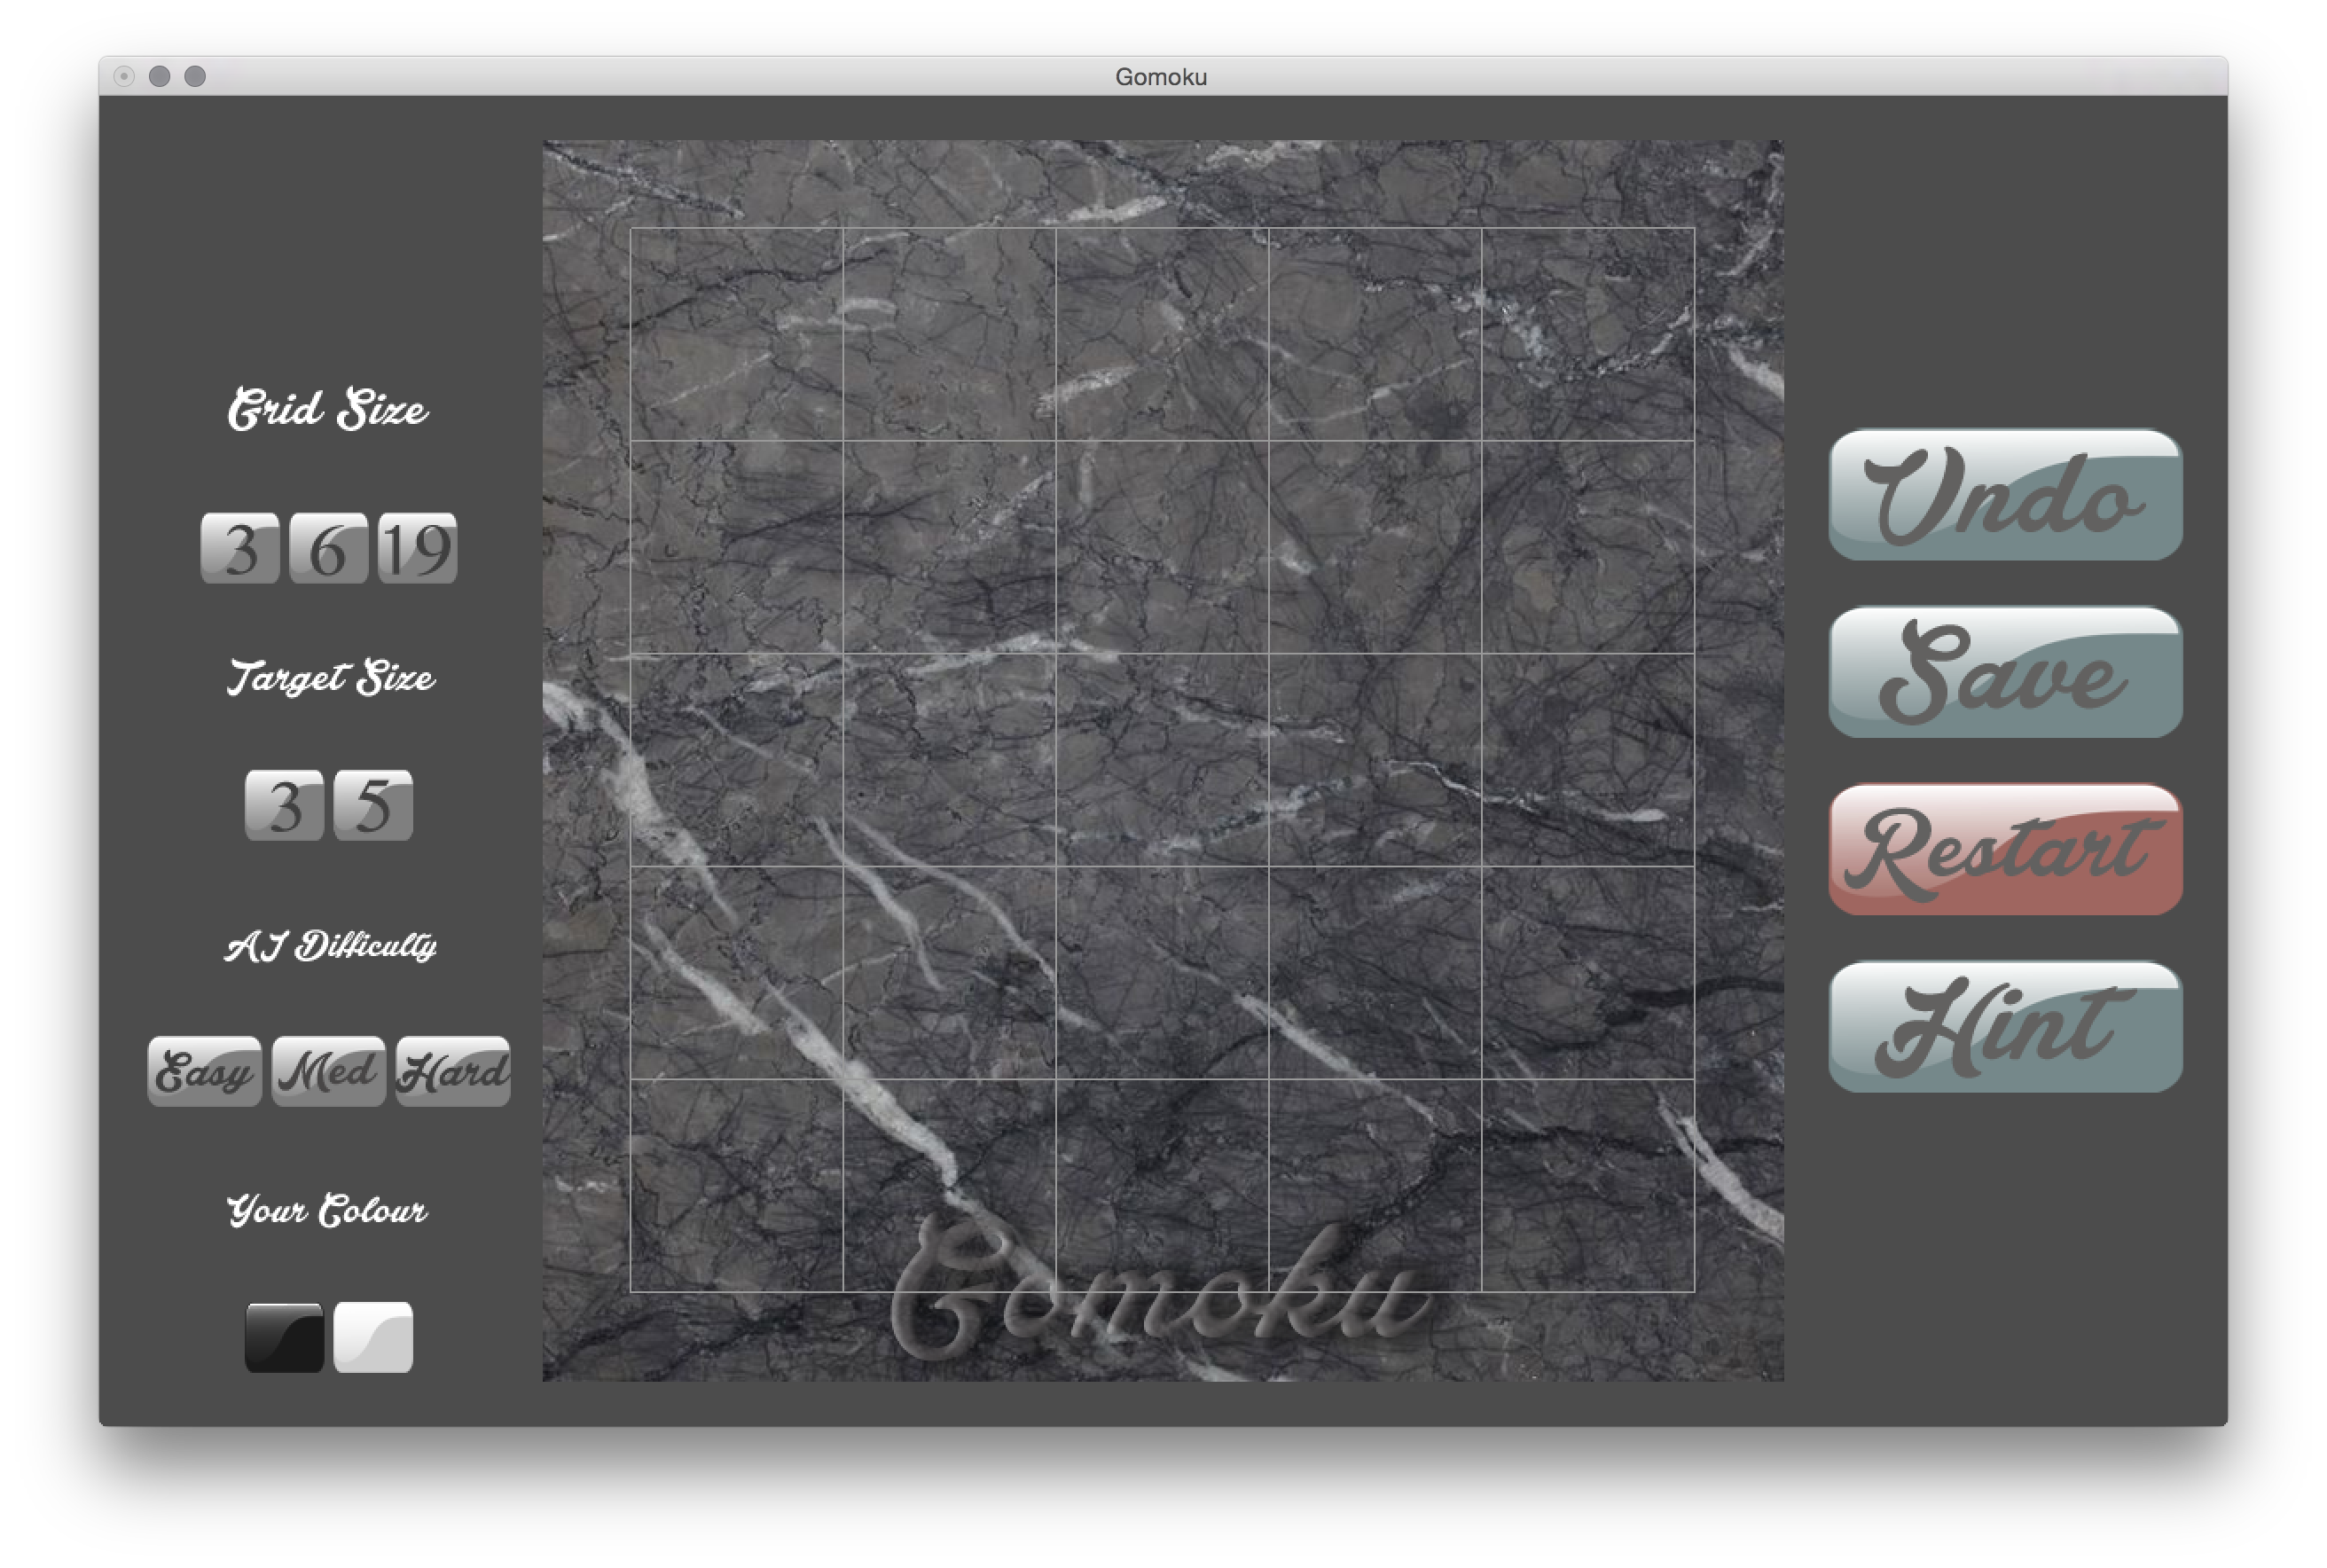 Gomoku
Grid Size
3 6 19
Target Size
3 5
AI Difficulty
Easy Med Hard
Your Colour
Gomoku
Undo
Save
Restart
Hint